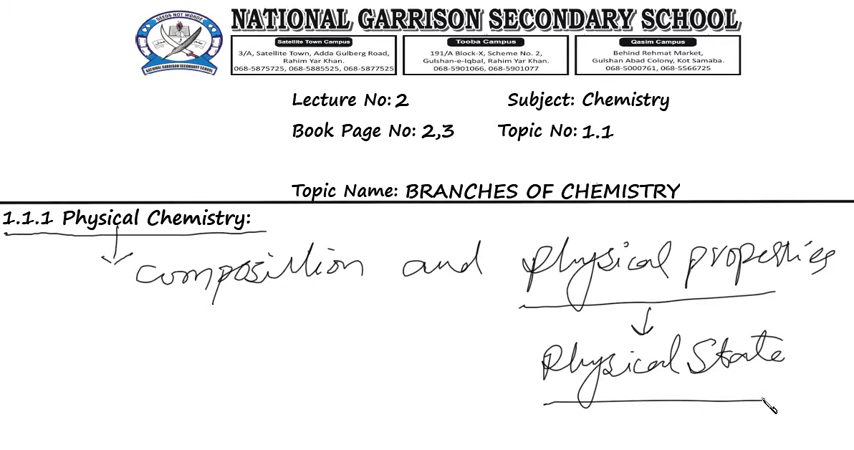 NATIONAL GARRISON SECONDARY SCHOOL
Satellite Town Campus
3/A, Satellite Town, Adda Gulberg Road,
Rahim Yar Khan.
068-5875725, 068-5885525, 068-5877525
Tooba Campus
191/A Block-X, Scheme No. 2,
Gulshan-e-Iqbal, Rahim Yar Khan.
068-5901066, 068-5901077
Qasim Campus
Behind Rehmat Market,
Gulshan Abad Colony, Kot Samaba.
068-5000761, 068-5566725
Lecture No: 2 Subject: Chemistry
Book Page No: 2,3 Topic No: 1.1
Topic Name: BRANCHES OF CHEMISTRY
1.1.1 Physical Chemistry:
composition and physical properties
physical State